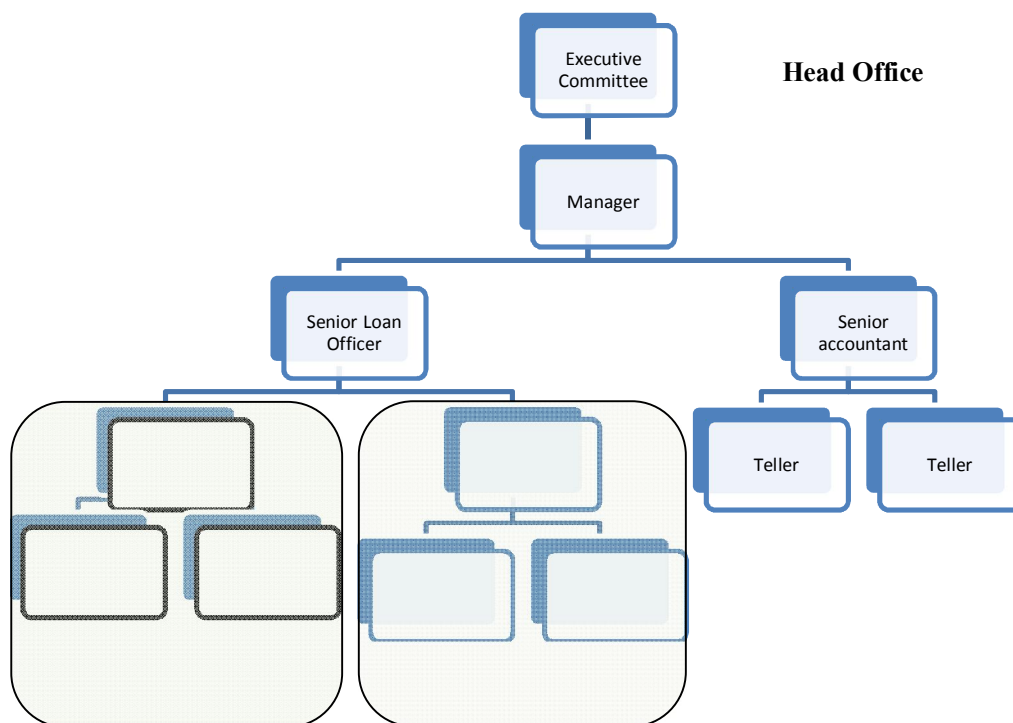 Executive
Committee
Head Office
Manager
Senior Loan
Officer
Senior
accountant
Teller
Teller